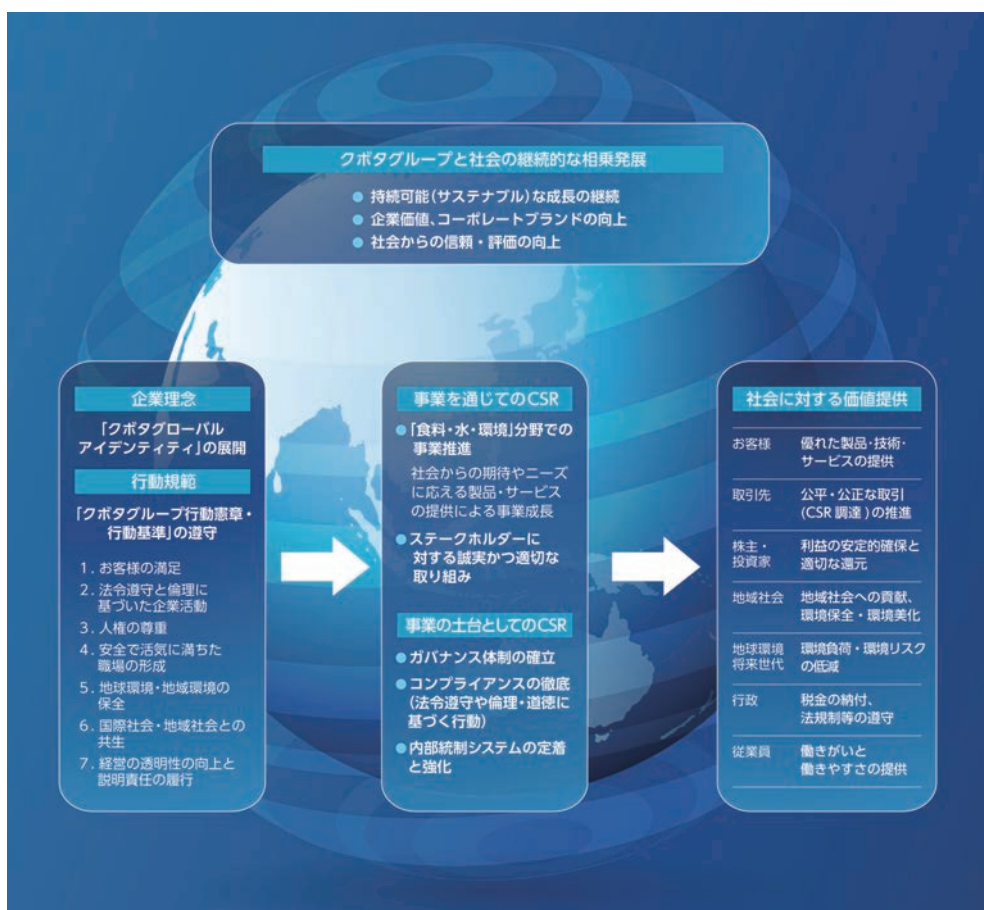 クボタグループと社会の継続的な相乗発展
● 持続可能(サステナブル)な成長の継続
● 企業価値、コーポレートブランドの向上
● 社会からの信頼・評価の向上
企業理念
「クボタグローバル
アイデンティティ」の展開
行動規範
「クボタグループ行動憲章・
行動基準」の遵守
1. お客様の満足
2. 法令遵守と倫理に
基づいた企業活動
3. 人権の尊重
4. 安全で活気に満ちた
職場の形成
5. 地球環境・地域環境の
保全
6. 国際社会・地域社会との
共生
7. 経営の透明性の向上と
説明責任の履行
事業を通じてのCSR
●「食料・水・環境」分野での
事業推進
社会からの期待やニーズ
に応える製品・サービス
の提供による事業成長
● ステークホルダーに
対する誠実かつ適切な
取り組み
事業の土台としてのCSR
● ガバナンス体制の確立
● コンプライアンスの徹底
(法令遵守や倫理・道徳に
基づく行動)
● 内部統制システムの定着
と強化
社会に対する価値提供
お客様 優れた製品・技術・
サービスの提供
取引先 公平・公正な取引
(CSR 調達)の推進
株主・ 利益の安定的確保と
投資家 適切な還元
地域社会 地域社会への貢献、
環境保全・環境美化
地球環境 環境負荷・環境リスク
将来世代 の低減
行政 税金の納付、
法規制等の遵守
従業員 働きがいと
働きやすさの提供